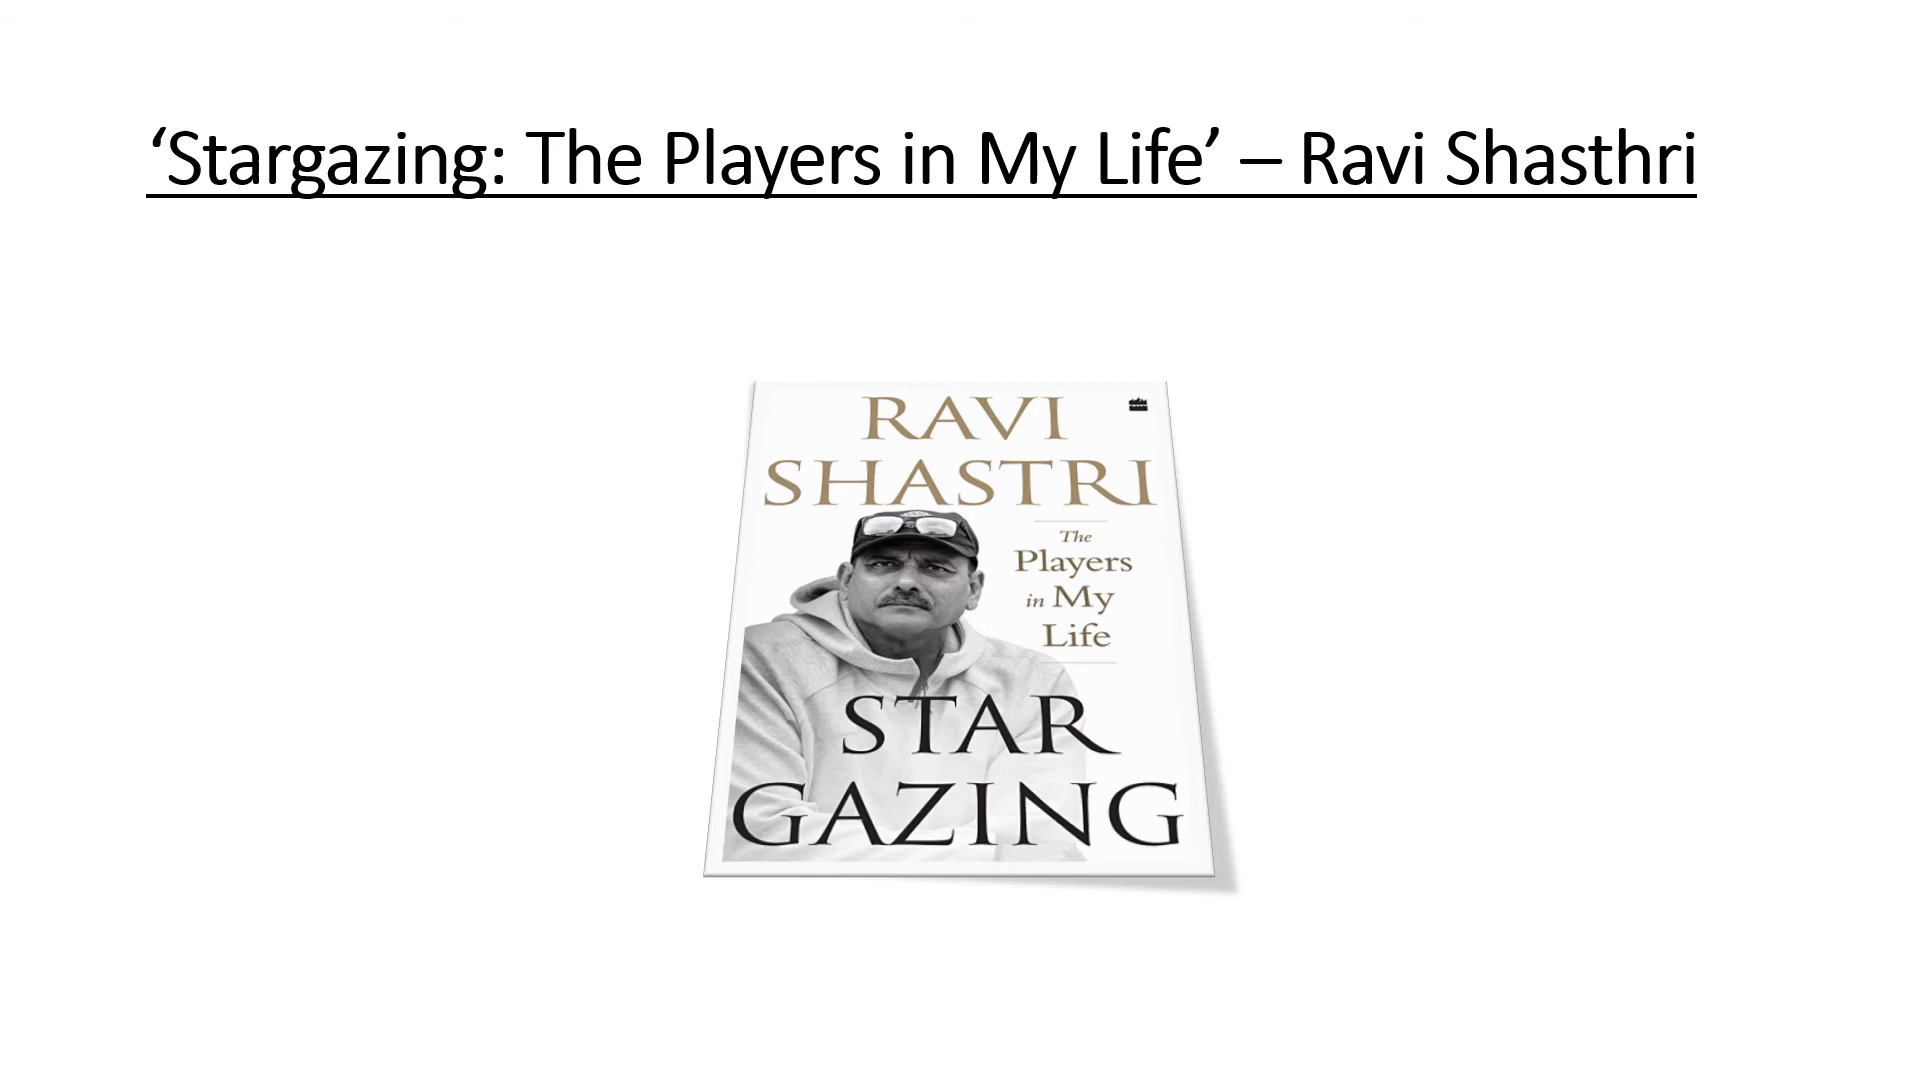 ‘Stargazing: The Players in My Life’ – Ravi Shasthri
RAVI
SHASTRI
The
Players
in My
Life
STAR
GAZING